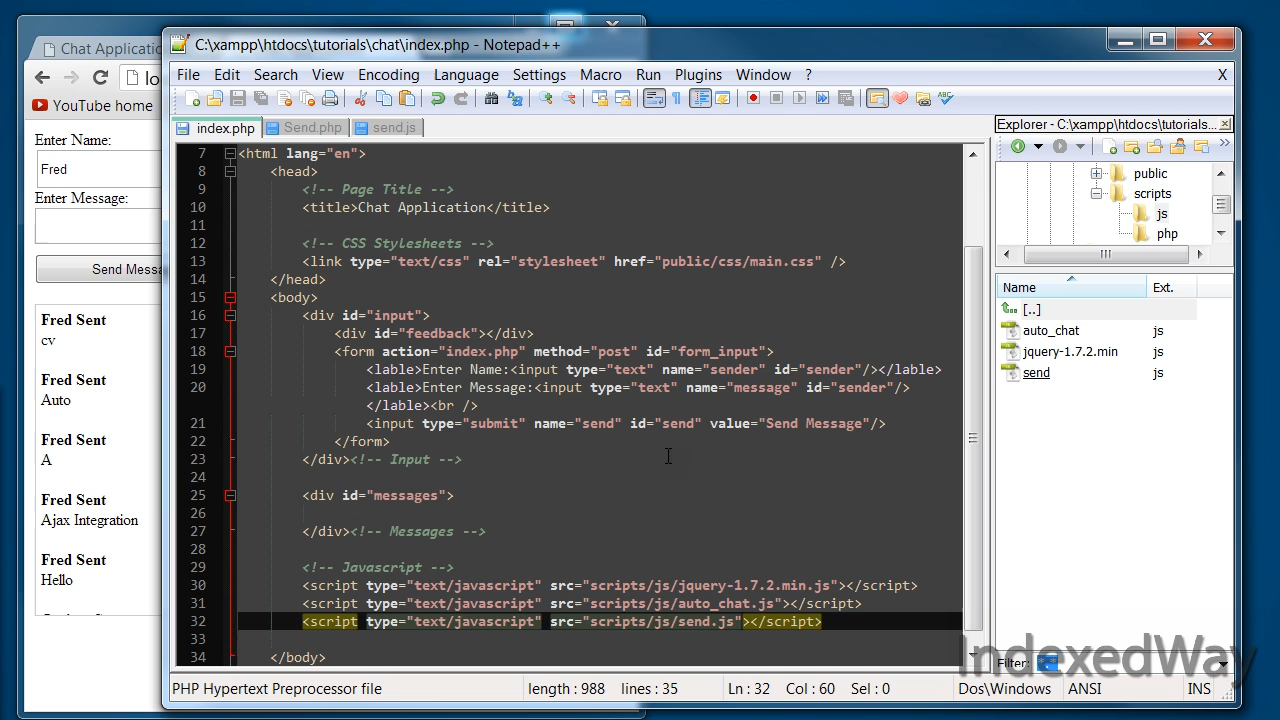 Chat Applicatio
lo
YouTube home
Enter Name:
Fred
Enter Message:
Send Messa
Fred Sent
cv
Fred Sent
Auto
Fred Sent
A
Fred Sent
Ajax Integration
Fred Sent
Hello
C:\xampp\htdocs\tutorials\chat\index.php - Notepad++
File Edit Search View Encoding Language Settings Macro Run Plugins Window ? X
index.php Send.php send.js
7 <html lang="en">
8 <head>
9 <!-- Page Title -->
10 <title>Chat Application</title>
11
12 <!-- CSS Stylesheets -->
13 <link type="text/css" rel="stylesheet" href="public/css/main.css" />
14 </head>
15 <body>
16 <div id="input">
17 <div id="feedback"></div>
18 <form action="index.php" method="post" id="form_input">
19 <lable>Enter Name:<input type="text" name="sender" id="sender"/></lable>
20 <lable>Enter Message:<input type="text" name="message" id="sender"/>
</lable><br />
21 <input type="submit" name="send" id="send" value="Send Message"/>
22 </form>
23 </div><!-- Input -->
24
25 <div id="messages">
26
27 </div><!-- Messages -->
28
29 <!-- Javascript -->
30 <script type="text/javascript" src="scripts/js/jquery-1.7.2.min.js"></script>
31 <script type="text/javascript" src="scripts/js/auto_chat.js"></script>
32 <script type="text/javascript" src="scripts/js/send.js"></script>
33
34 </body>
Explorer - C:\xampp\htdocs\tutorials...
public
scripts
js
php
Name Ext.
[..]
auto_chat js
jquery-1.7.2.min js
send js
Filter:
IndexedWay
PHP Hypertext Preprocessor file length : 988 lines : 35 Ln : 32 Col : 60 Sel : 0 Dos\Windows ANSI INS